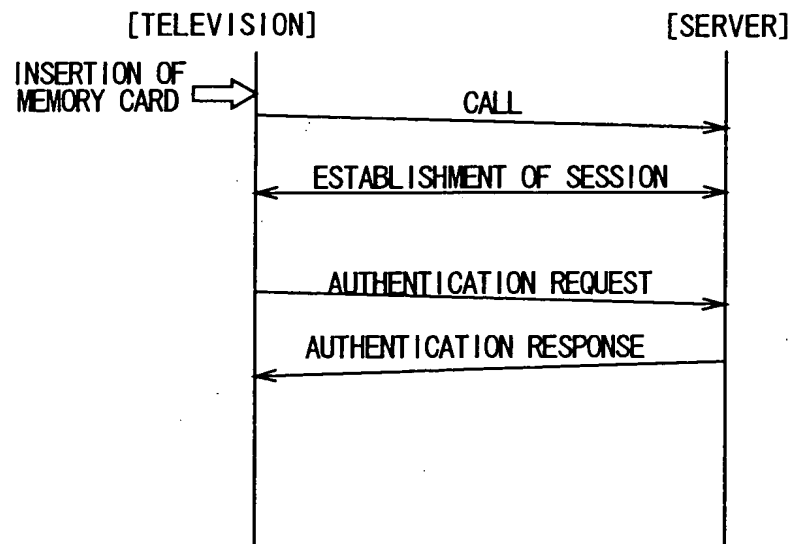 [TELEVISION]
[SERVER]
INSERTION OF
MEMORY CARD
CALL
ESTABLISHMENT OF SESSION
AUTHENTICATION REQUEST
AUTHENTICATION RESPONSE